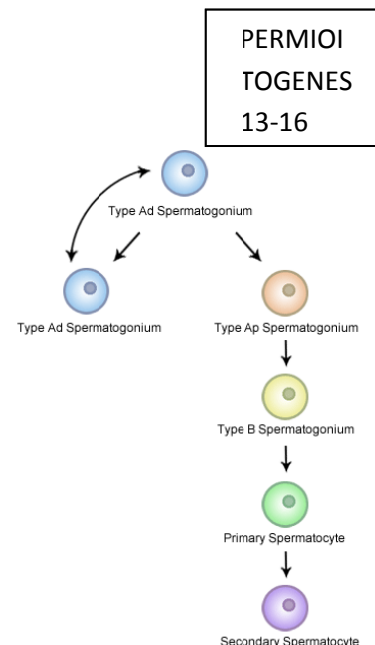 PERMIOI
TOGENES
13-16
Type Ad Spermatogonium
Type Ad Spermatogonium
Type Ap Spermatogonium
Type B Spermatogonium
Primary Spermatocyte
Secondary Spermatocyte